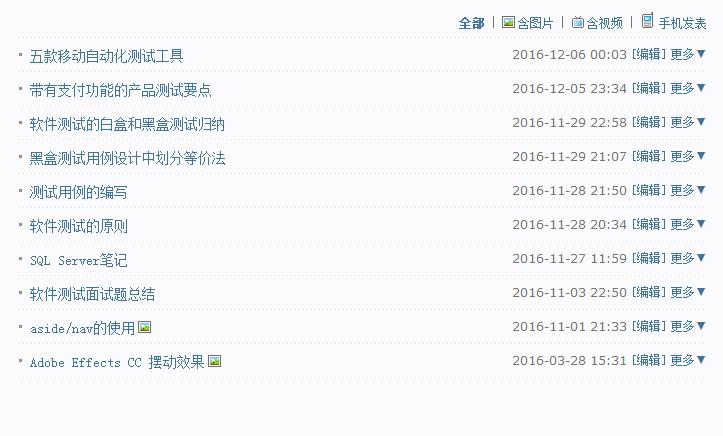 全部 | 含图片 | 含视频 | 手机发表
五款移动自动化测试工具 2016-12-06 00:03 [编辑] 更多▼
带有支付功能的产品测试要点 2016-12-05 23:34 [编辑] 更多▼
软件测试的白盒和黑盒测试归纳 2016-11-29 22:58 [编辑] 更多▼
黑盒测试用例设计中划分等价法 2016-11-29 21:07 [编辑] 更多▼
测试用例的编写 2016-11-28 21:50 [编辑] 更多▼
软件测试的原则 2016-11-28 20:34 [编辑] 更多▼
SQL Server笔记 2016-11-27 11:59 [编辑] 更多▼
软件测试面试题总结 2016-11-03 22:50 [编辑] 更多▼
aside/nav的使用 2016-11-01 21:33 [编辑] 更多▼
Adobe Effects CC 摆动效果 2016-03-28 15:31 [编辑] 更多▼